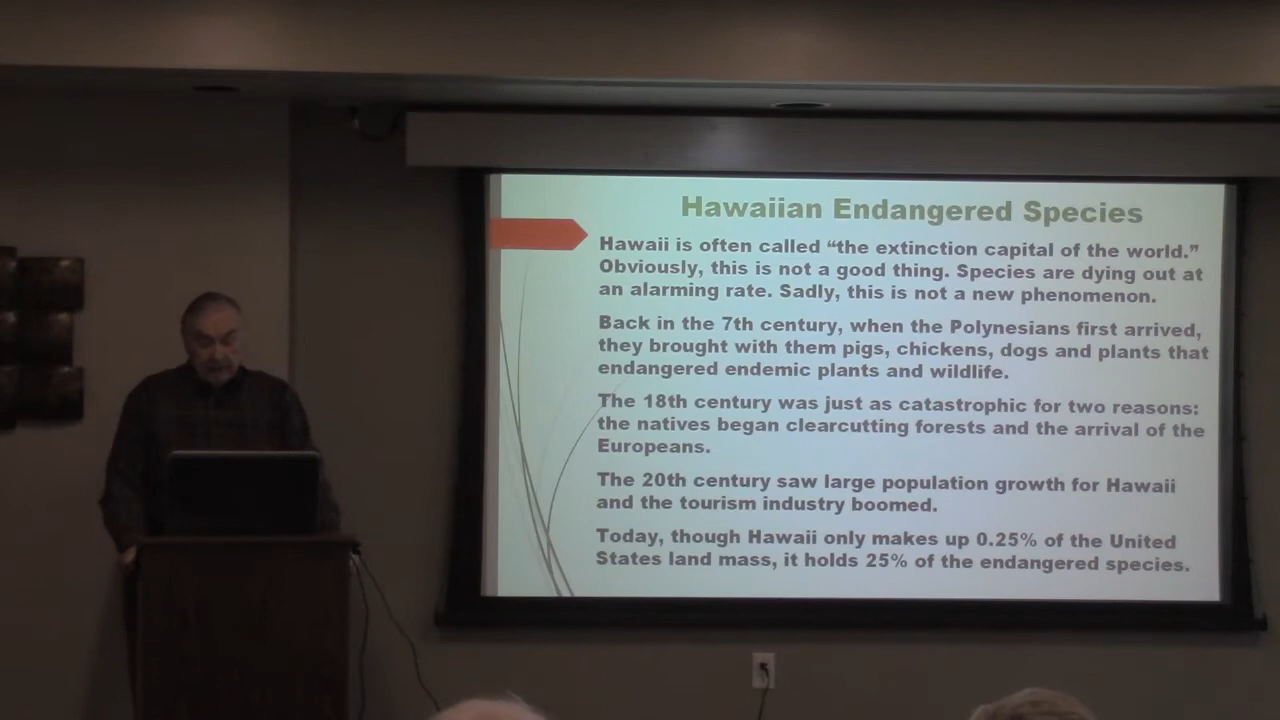 Hawaiian Endangered Species
Hawaii is often called “the extinction capital of the world.”
Obviously, this is not a good thing. Species are dying out at
an alarming rate. Sadly, this is not a new phenomenon.
Back in the 7th century, when the Polynesians first arrived,
they brought with them pigs, chickens, dogs and plants that
endangered endemic plants and wildlife.
The 18th century was just as catastrophic for two reasons:
the natives began clearcutting forests and the arrival of the
Europeans.
The 20th century saw large population growth for Hawaii
and the tourism industry boomed.
Today, though Hawaii only makes up 0.25% of the United
States land mass, it holds 25% of the endangered species.